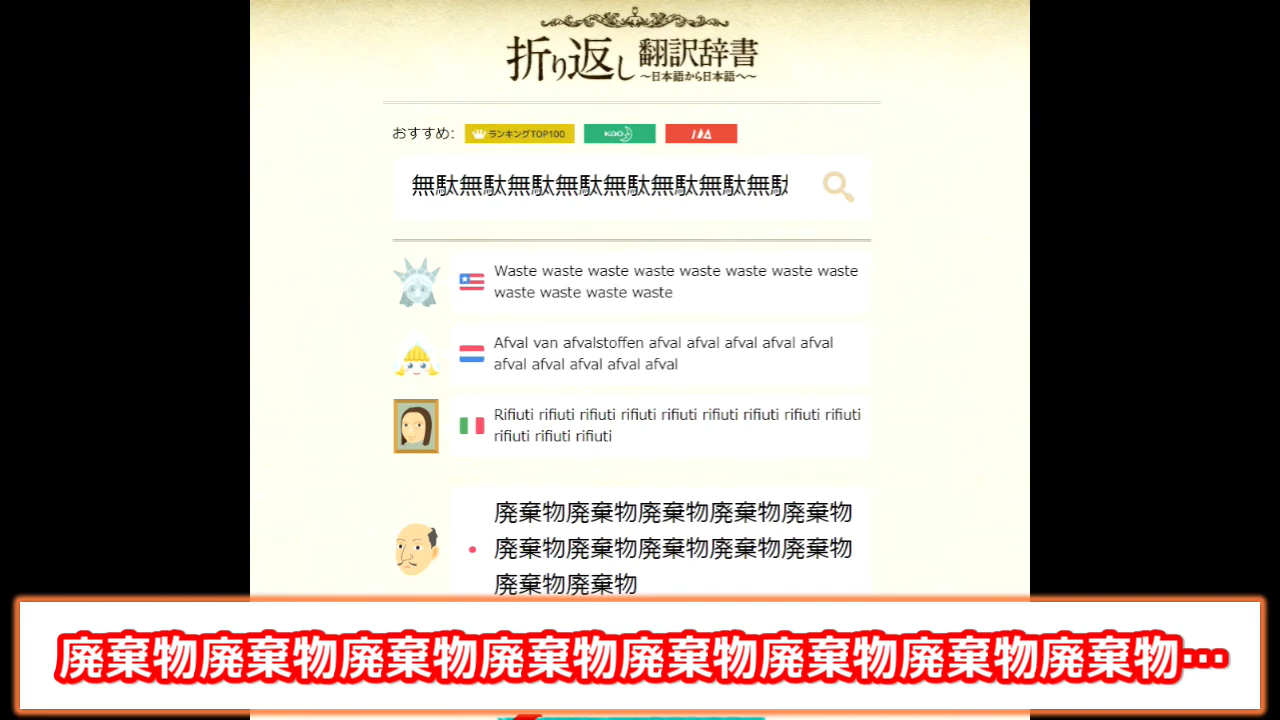 折り返し翻訳辞書
〜日本語から日本語へ〜
おすすめ: ランキングTOP100
無駄無駄無駄無駄無駄無駄無駄無駄
Waste waste waste waste waste waste waste waste
waste waste waste waste
Afval van afvalstoffen afval afval afval afval afval
afval afval afval afval afval
Rifiuti rifiuti rifiuti rifiuti rifiuti rifiuti rifiuti rifiuti rifiuti
rifiuti rifiuti rifiuti
廃棄物廃棄物廃棄物廃棄物廃棄物
廃棄物廃棄物廃棄物廃棄物廃棄物
廃棄物廃棄物
廃棄物廃棄物廃棄物廃棄物廃棄物廃棄物廃棄物廃棄物…